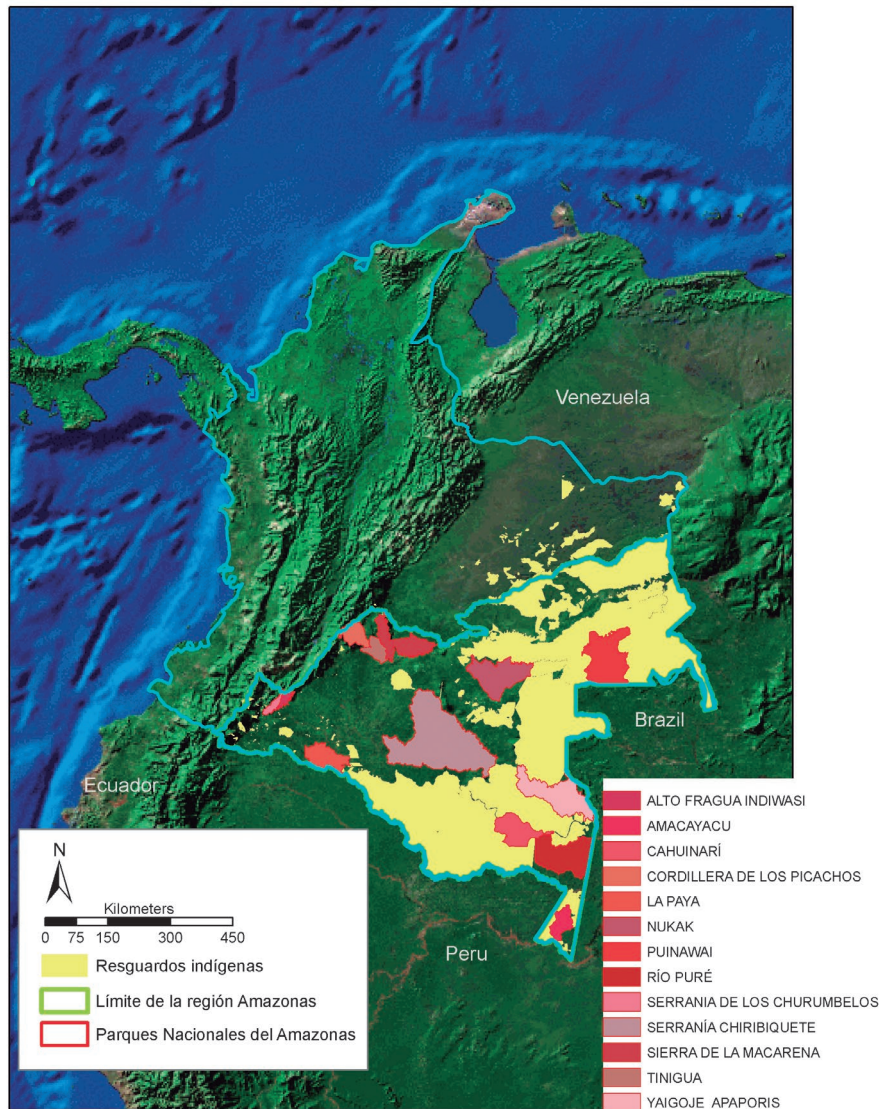 Venezuela
Brazil
Ecuador
Peru
N
Kilometers
0 75 150 300 450
Resguardos indígenas
Límite de la región Amazonas
Parques Nacionales del Amazonas
ALTO FRAGUA INDIWASI
AMACAYACU
CAHUINARÍ
CORDILLERA DE LOS PICACHOS
LA PAYA
NUKAK
PUINAWAI
RÍO PURÉ
SERRANIA DE LOS CHURUMBELOS
SERRANÍA CHIRIBIQUETE
SIERRA DE LA MACARENA
TINIGUA
YAIGOJE APAPORIS